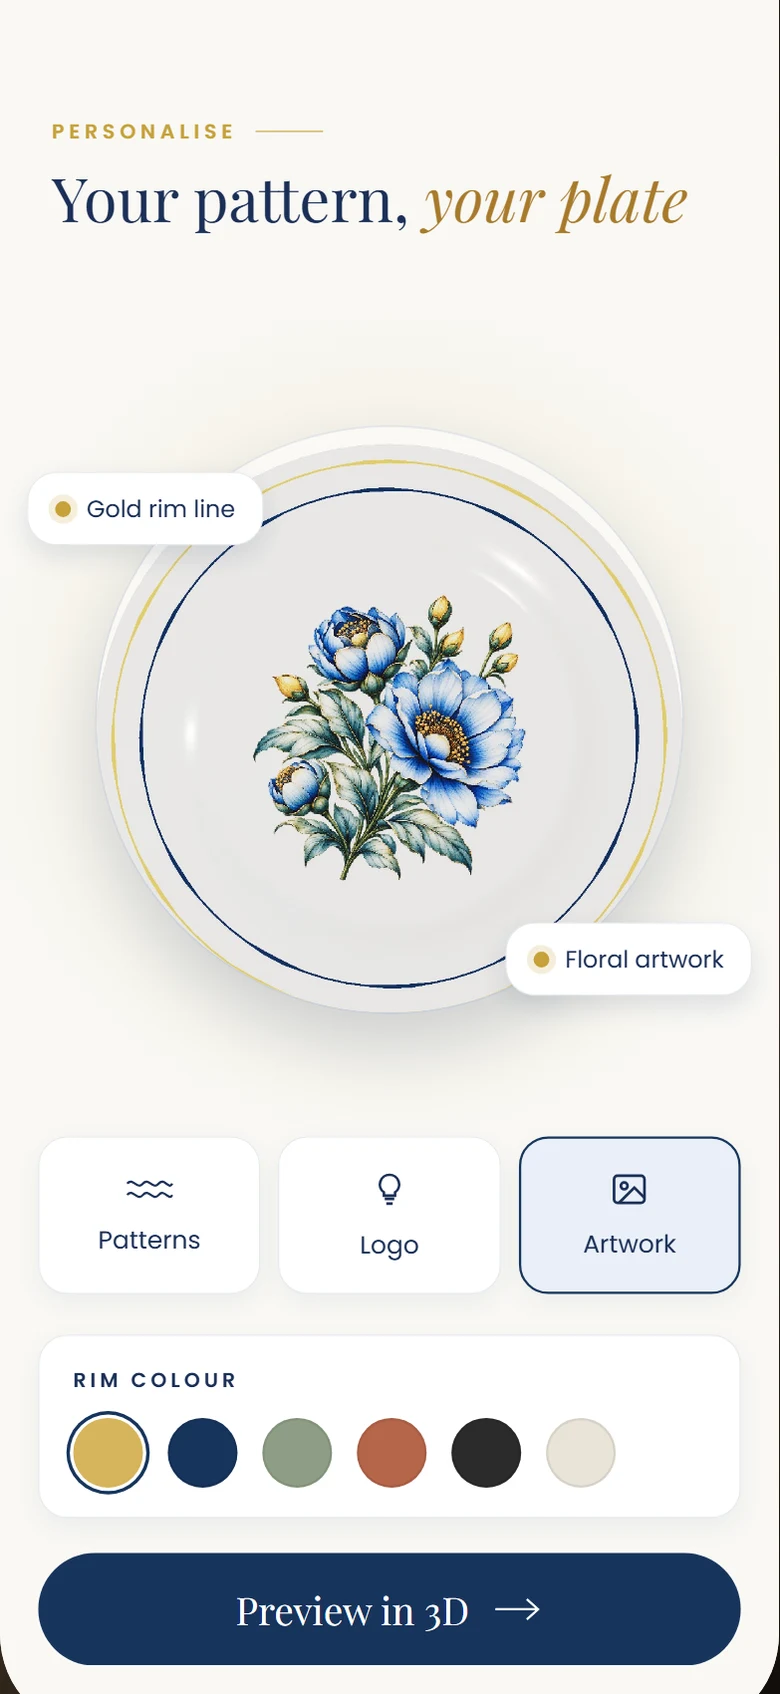 PERSONALISE
Your pattern, your plate
Gold rim line
Floral artwork
Patterns
Logo
Artwork
RIM COLOUR
Preview in 3D